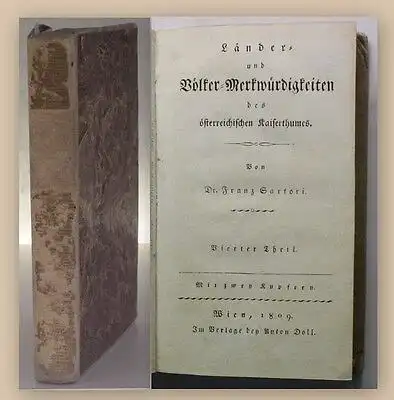 Länder-
und
Völker-Merkwürdigkeiten
des
österreichischen Kaiserthumes.
Von
Dr. Franz Sartori.
Vierter Theil.
Mit zwey Kupfern.
Wien, 1809.
Im Verlage bey Anton Doll.